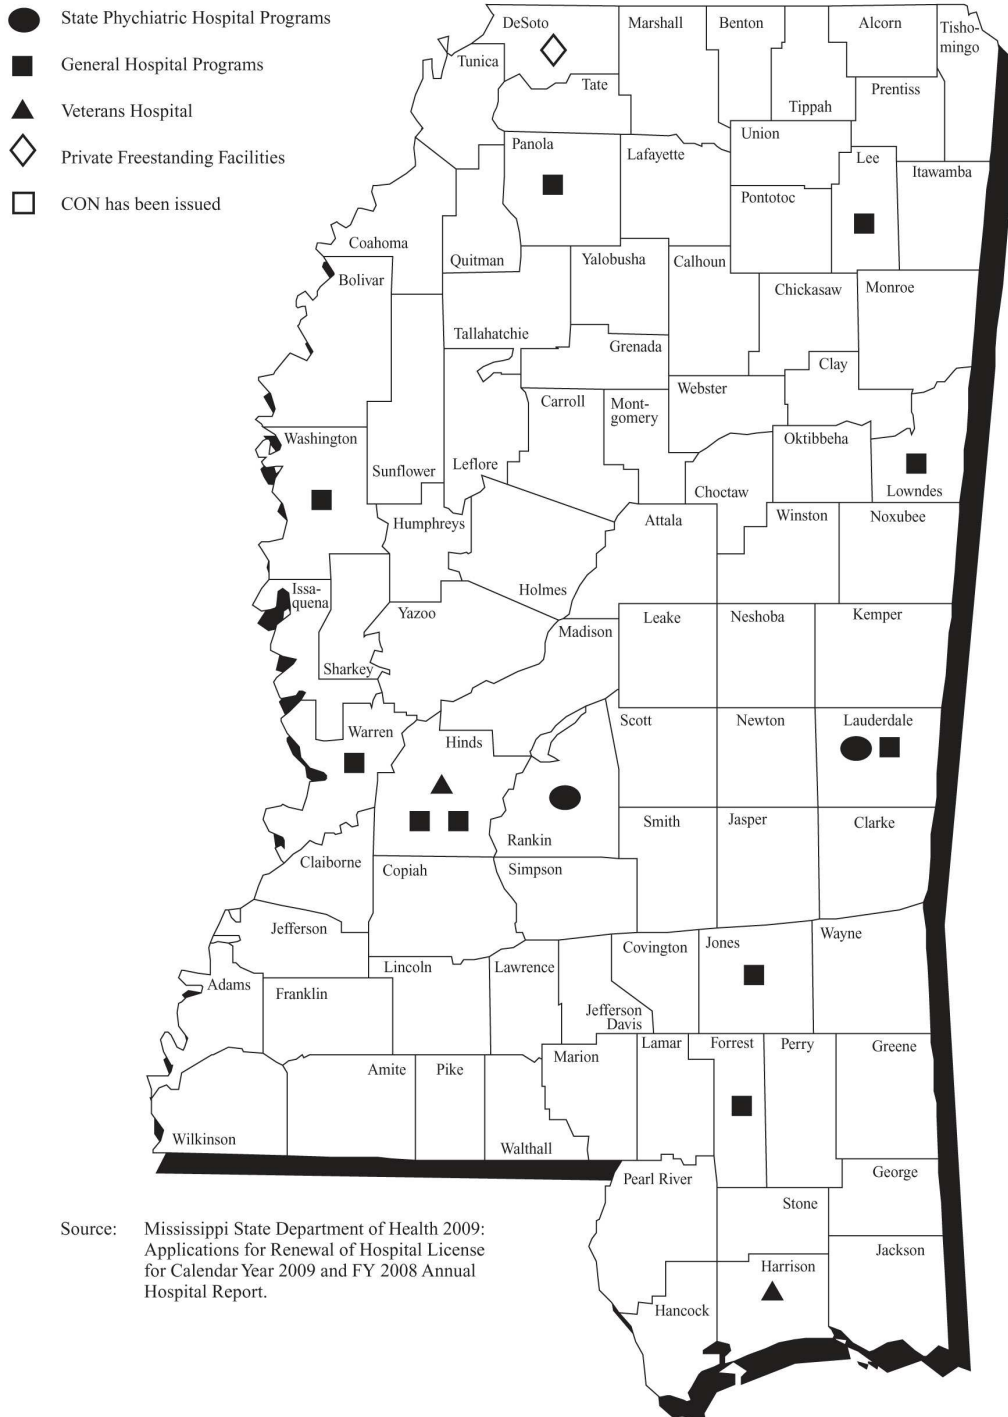 State Phychiatric Hospital Programs
General Hospital Programs
Veterans Hospital
Private Freestanding Facilities
CON has been issued
DeSoto
Marshall
Benton
Alcorn
Tisho-
mingo
Tunica
Tate
Tippah
Prentiss
Panola
Lafayette
Union
Lee
Itawamba
Pontotoc
Coahoma
Quitman
Yalobusha
Calhoun
Bolivar
Chickasaw
Monroe
Tallahatchie
Grenada
Clay
Carroll
Mont-
gomery
Webster
Washington
Sunflower
Leflore
Oktibbeha
Choctaw
Lowndes
Humphreys
Attala
Winston
Noxubee
Issa-
quena
Holmes
Yazoo
Madison
Leake
Neshoba
Kemper
Sharkey
Warren
Hinds
Scott
Newton
Lauderdale
Rankin
Smith
Jasper
Clarke
Claiborne
Copiah
Simpson
Jefferson
Covington
Jones
Wayne
Adams
Franklin
Lincoln
Lawrence
Jefferson
Davis
Marion
Lamar
Forrest
Perry
Greene
Amite
Pike
Wilkinson
Walthall
Pearl River
George
Stone
Jackson
Harrison
Hancock
Source: Mississippi State Department of Health 2009:
Applications for Renewal of Hospital License
for Calendar Year 2009 and FY 2008 Annual
Hospital Report.